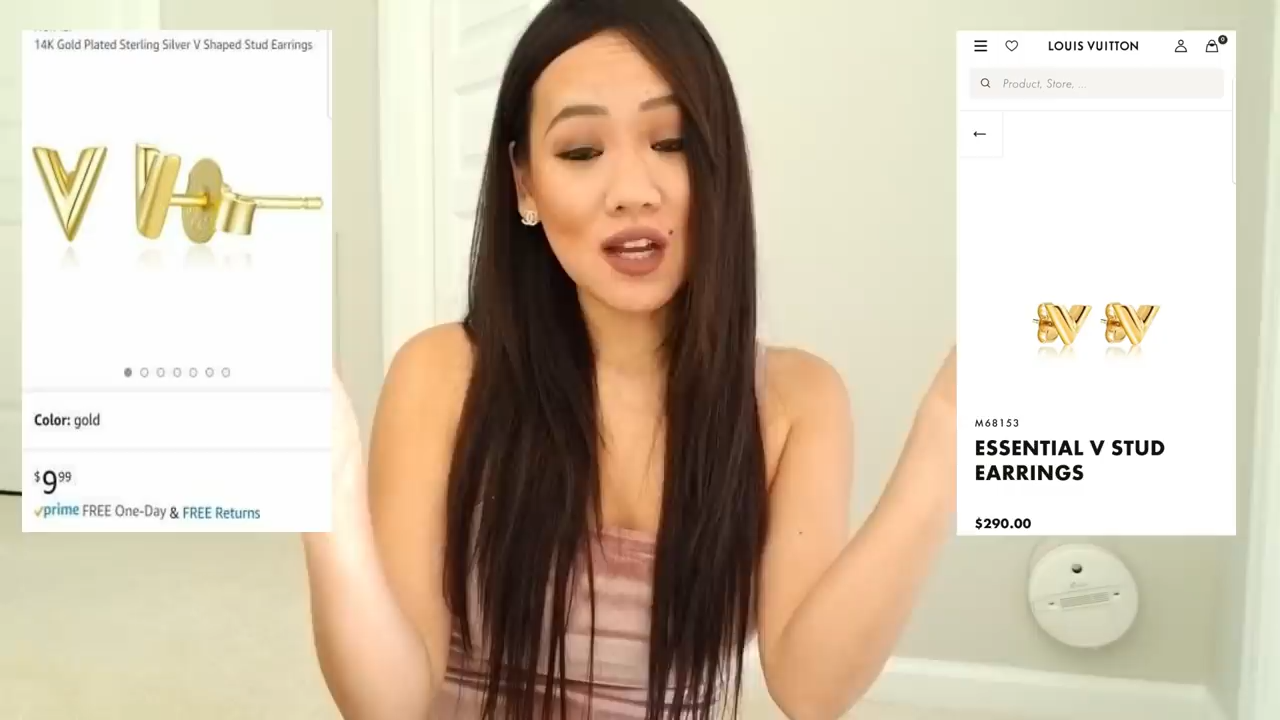 14K Gold Plated Sterling Silver V Shaped Stud Earrings
Color: gold
$9.99
prime FREE One-Day & FREE Returns
LOUIS VUITTON
0
Product, Store, ...
M68153
ESSENTIAL V STUD
EARRINGS
$290.00